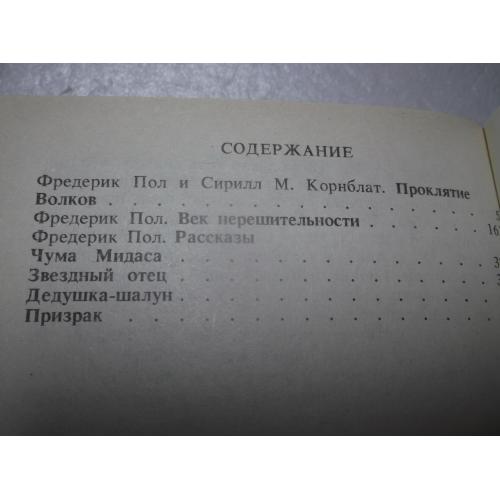 СОДЕРЖАНИЕ
Фредерик Пол и Сирилл М. Корнблат. Проклятие
Волков . . . . . . . . . . . .
Фредерик Пол. Век нерешительности . . . .
Фредерик Пол. Рассказы
Чума Мидаса . . . . . . . . . .
Звездный отец . . . . . . . . . .
Дедушка-шалун . . . . . . . . . .
Призрак . . . . . . . . . . . .